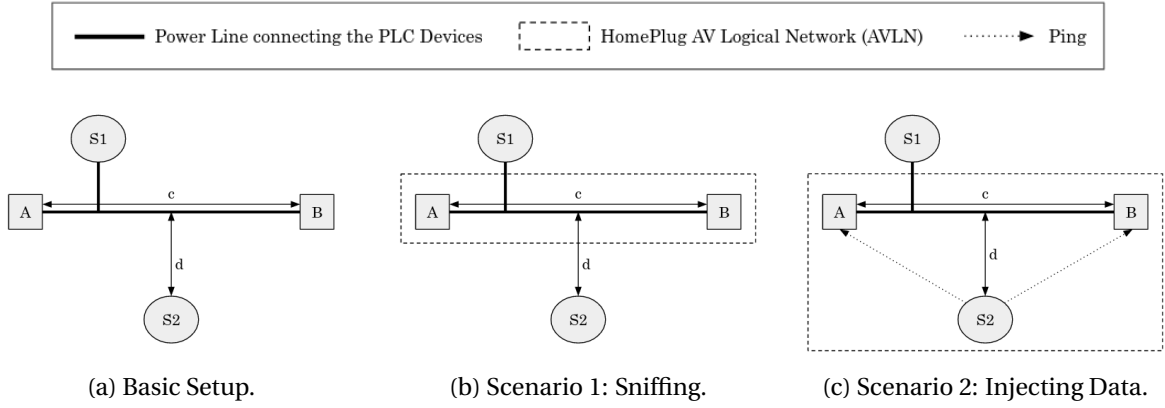 Power Line connecting the PLC Devices
HomePlug AV Logical Network (AVLN)
Ping
S1
A
c
B
d
S2
S1
A
c
B
d
S2
S1
A
c
B
d
S2
(a) Basic Setup.
(b) Scenario 1: Sniffing.
(c) Scenario 2: Injecting Data.